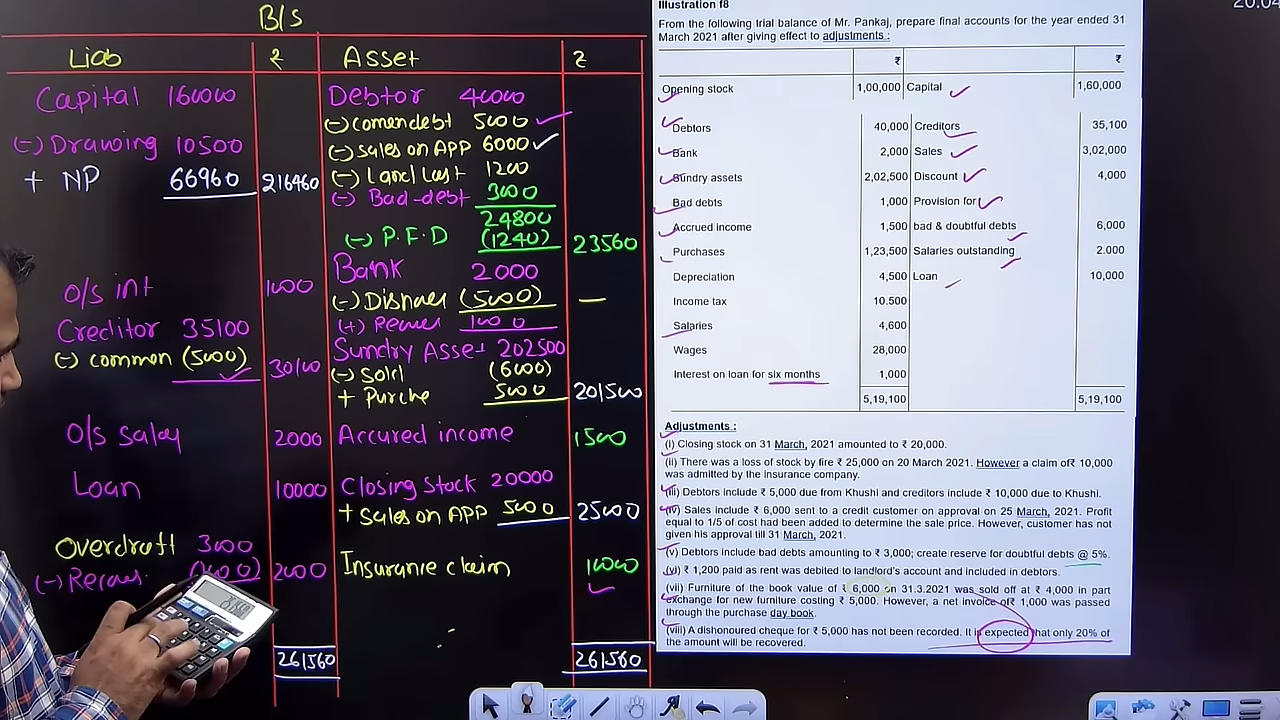 B/S
Liab ₹ Asset ₹
Capital 160000
(-) Drawing 10500
+ NP 66960 216460
O/s int 1000
Creditor 35100
(-) common (5000) 30100
O/s Salay 2000
Loan 10000
Overdraft 3000
(-) 2000
261560
Debtor 40000
(-) comendebt 5000
(-) Sales on APP 6000
(-) Land 1200
(-) Bad-debt 3000
24800
(-) P.F.D (1240) 23560
Bank 2000
(-) (5000) —
(+) 1000
Sundry Asset 202500
(-) Sold (6000)
+ Purche 5000 201500
Accured income 1500
Closing Stock 20000
+ Sales on APP 5000 25000
Insuranie claim 10000
261560
20:04
Illustration f8
From the following trial balance of Mr. Pankaj, prepare final accounts for the year ended 31
March 2021 after giving effect to adjustments :
₹ ₹
Opening stock 1,00,000 Capital 1,60,000
Debtors 40,000 Creditors 35,100
Bank 2,000 Sales 3,02,000
Sundry assets 2,02,500 Discount 4,000
Bad debts 1,000 Provision for
Accrued income 1,500 bad & doubtful debts 6,000
Purchases 1,23,500 Salaries outstanding 2.000
Depreciation 4,500 Loan 10,000
Income tax 10.500
Salaries 4,600
Wages 28,000
Interest on loan for six months 1,000
5,19,100 5,19,100
Adjustments :
(i) Closing stock on 31 March, 2021 amounted to ₹ 20,000.
(ii) There was a loss of stock by fire ₹ 25,000 on 20 March 2021. However a claim of₹ 10,000
was admitted by the insurance company.
(iii) Debtors include ₹ 5,000 due from Khushi and creditors include ₹ 10,000 due to Khushi.
(iv) Sales include ₹ 6,000 sent to a credit customer on approval on 25 March, 2021. Profit
equal to 1/5 of cost had been added to determine the sale price. However, customer has not
given his approval till 31 March, 2021.
(v) Debtors include bad debts amounting to ₹ 3,000; create reserve for doubtful debts @ 5%.
(vi) ₹ 1,200 paid as rent was debited to landlord's account and included in debtors.
(vii) Furniture of the book value of ₹ 6,000 on 31.3.2021 was sold off at ₹ 4,000 in part
exchange for new furniture costing ₹ 5,000. However, a net invoice of₹ 1,000 was passed
through the purchase day book.
(viii) A dishonoured cheque for ₹ 5,000 has not been recorded. It is expected that only 20% of
the amount will be recovered.